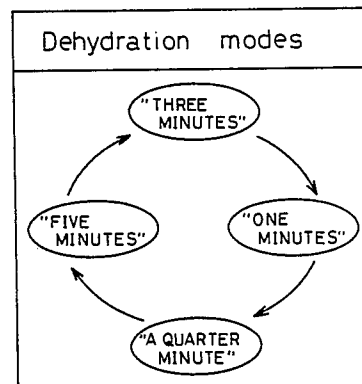 Dehydration modes
"THREE
MINUTES"
"FIVE
MINUTES"
"ONE
MINUTES"
"A QUARTER
MINUTE"